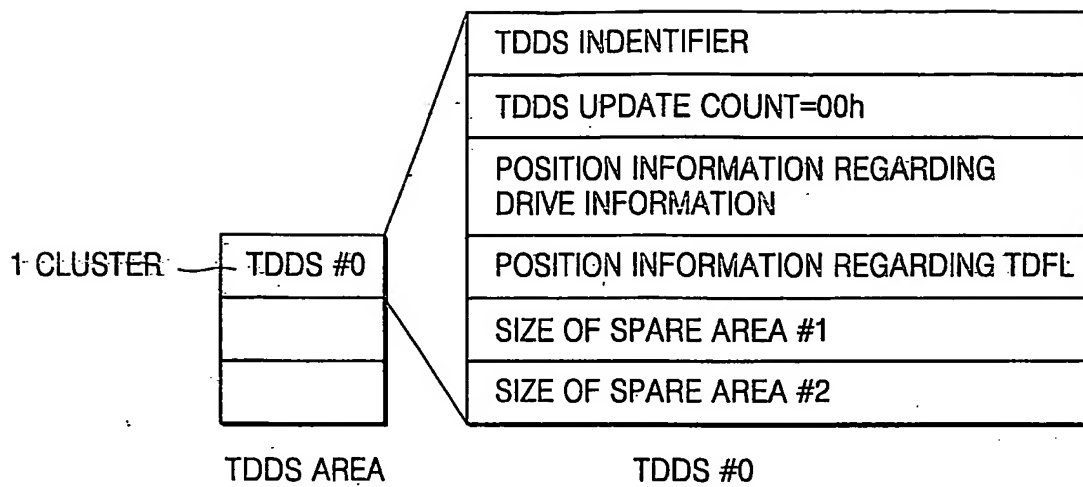 TDDS INDENTIFIER
TDDS UPDATE COUNT=00h
POSITION INFORMATION REGARDING
DRIVE INFORMATION
1 CLUSTER
TDDS #0
POSITION INFORMATION REGARDING TDFL
SIZE OF SPARE AREA #1
SIZE OF SPARE AREA #2
TDDS AREA
TDDS #0